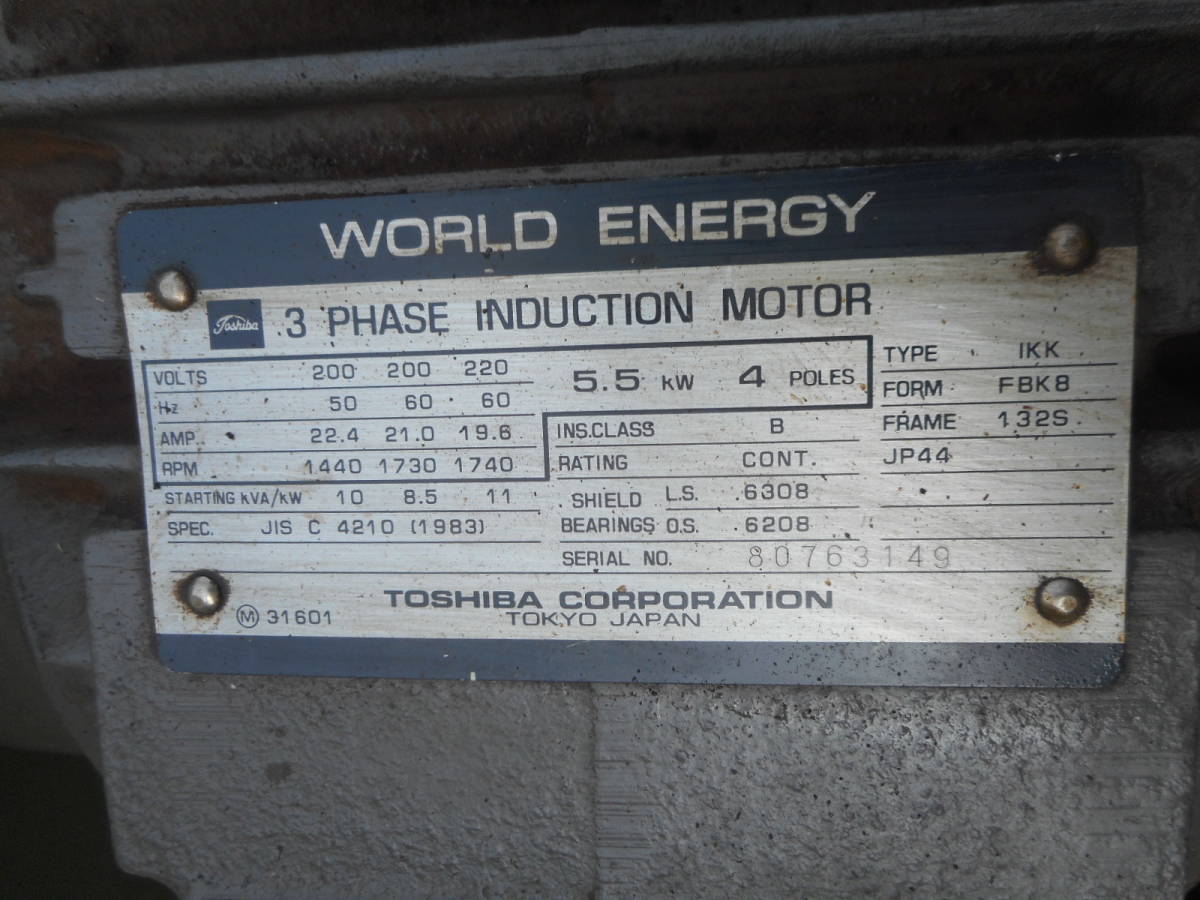 WORLD ENERGY
Toshiba 3 PHASE INDUCTION MOTOR
VOLTS 200 200 220
Hz 50 60 60
AMP. 22.4 21.0 19.6
RPM 1440 1730 1740
STARTING kVA/kW 10 8.5 11
SPEC. JIS C 4210 (1983)
5.5 kW 4 POLES
INS.CLASS B
RATING CONT.
SHIELD BEARINGS L.S. 6308
O.S. 6208
SERIAL NO. 80763149
TYPE IKK
FORM FBK8
FRAME 132S
JP44
TOSHIBA CORPORATION
TOKYO JAPAN
M 31601